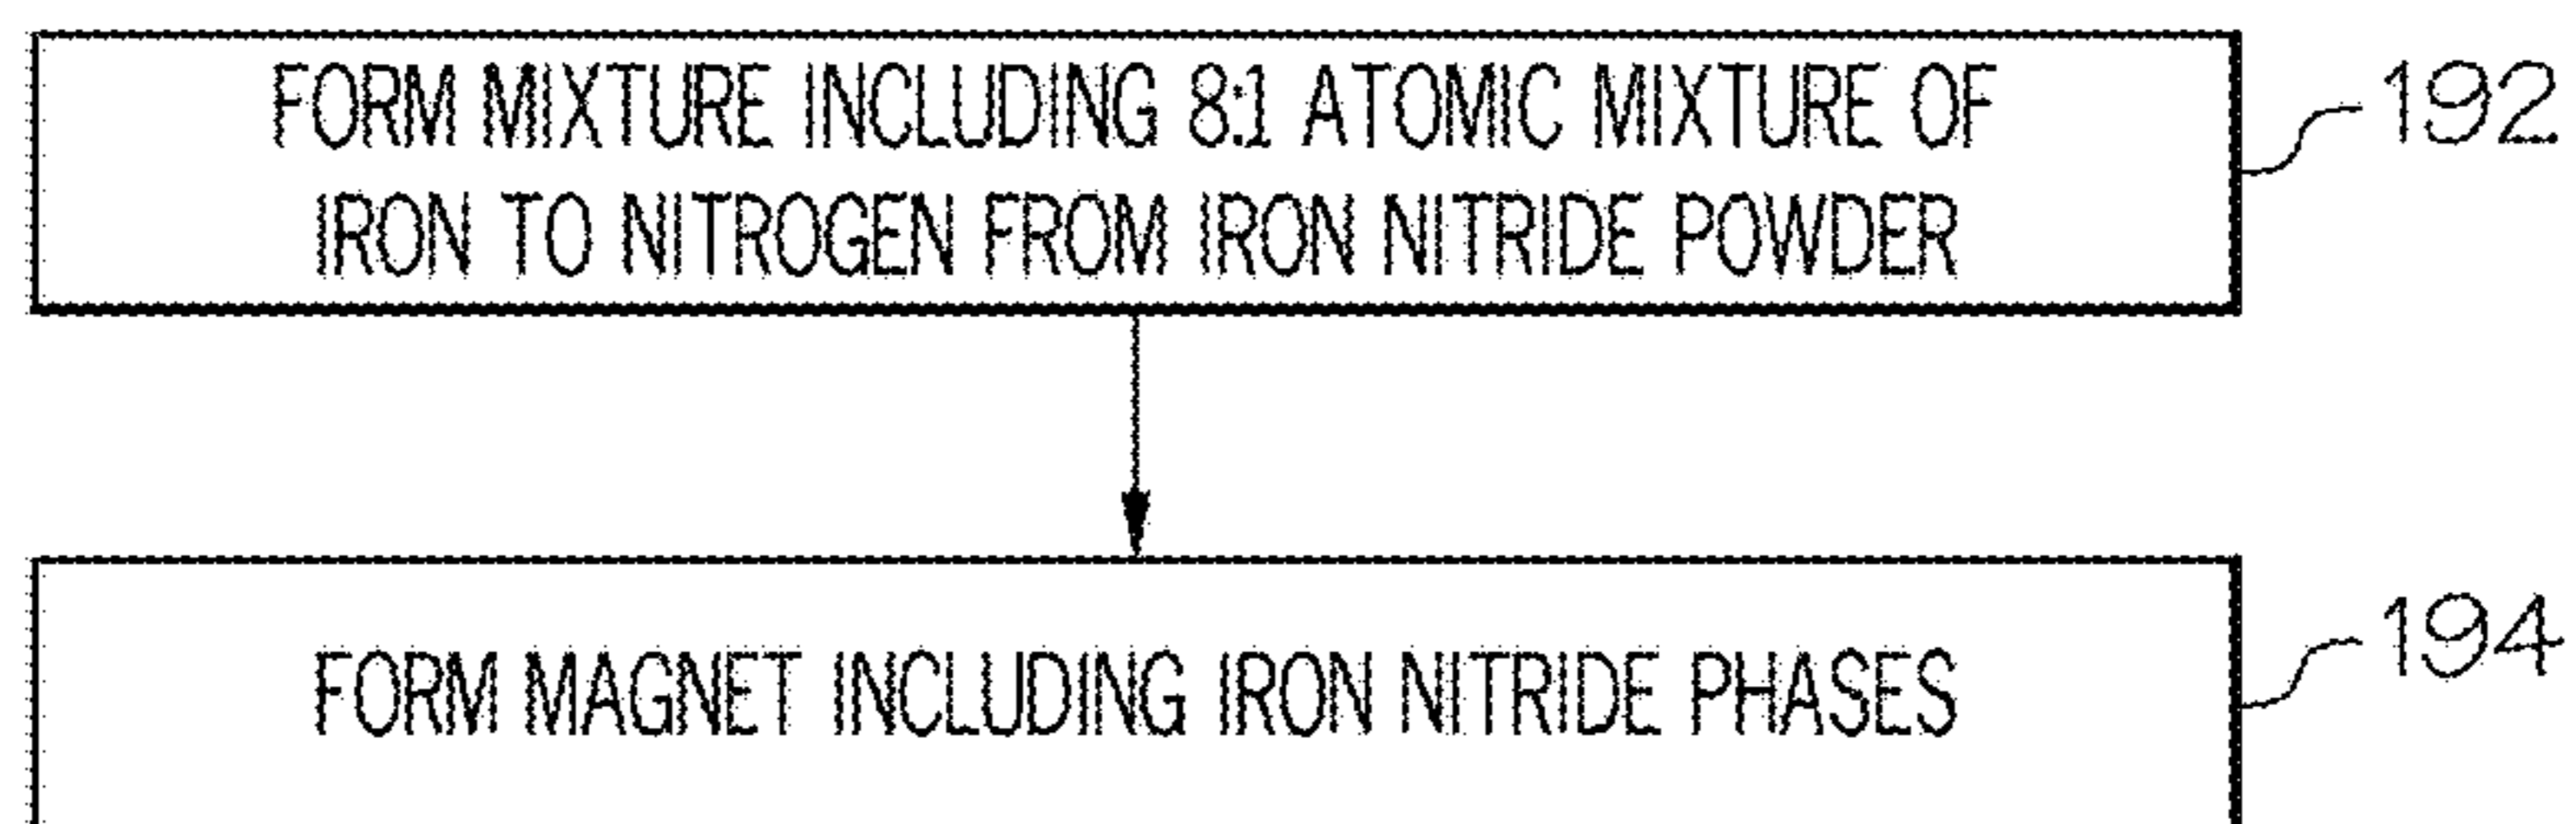 FORM MIXTURE INCLUDING 8:1 ATOMIC MIXTURE OF
IRON TO NITROGEN FROM IRON NITRIDE POWDER
192
FORM MAGNET INCLUDING IRON NITRIDE PHASES
194